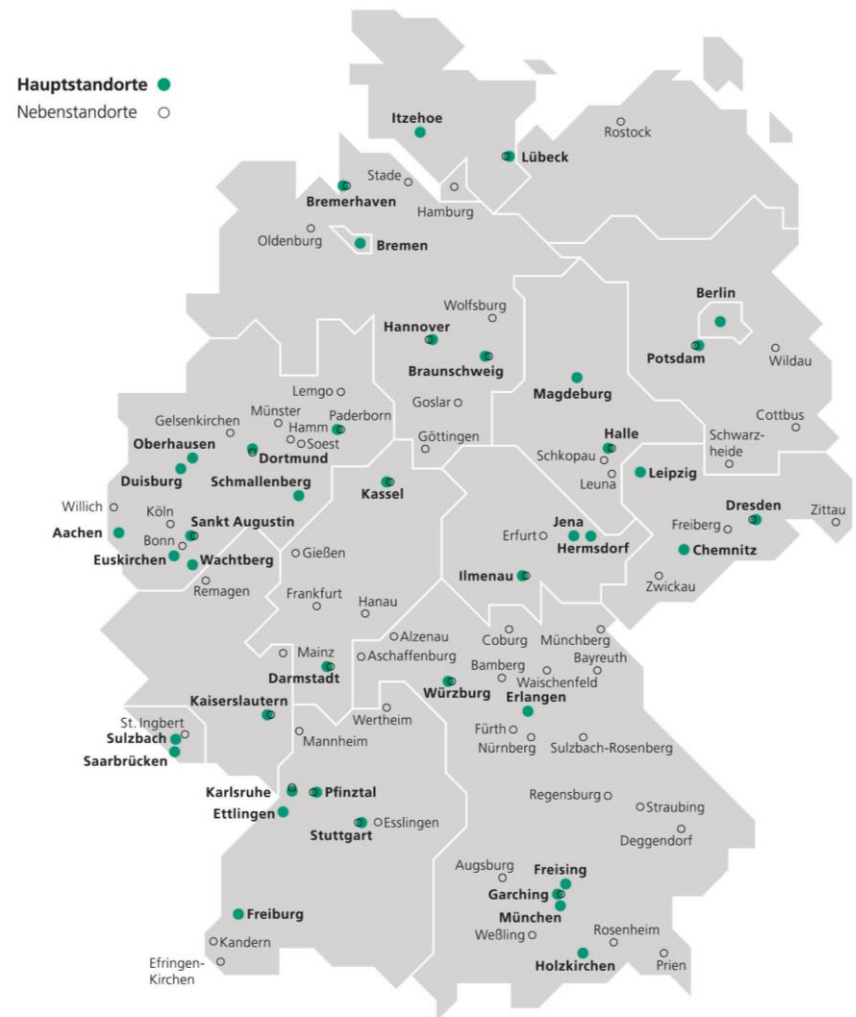 Hauptstandorte
Nebenstandorte
Itzehoe
Rostock
Lübeck
Stade
Bremerhaven
Hamburg
Oldenburg
Bremen
Wolfsburg
Berlin
Hannover
Potsdam
Wildau
Braunschweig
Magdeburg
Lemgo
Goslar
Münster
Paderborn
Gelsenkirchen
Hamm
Cottbus
Oberhausen
Soest
Göttingen
Halle
Schwarz-
heide
Dortmund
Schkopau
Duisburg
Schmallenberg
Kassel
Leipzig
Leuna
Willich
Köln
Sankt Augustin
Jena
Dresden
Zittau
Aachen
Bonn
Erfurt
Freiberg
Hermsdorf
Chemnitz
Euskirchen
Wachtberg
Gießen
Ilmenau
Remagen
Zwickau
Frankfurt
Hanau
Alzenau
Coburg
Münchberg
Mainz
Aschaffenburg
Bamberg
Bayreuth
Darmstadt
Waischenfeld
Würzburg
Kaiserslautern
Erlangen
St. Ingbert
Wertheim
Sulzbach
Mannheim
Fürth
Nürnberg
Sulzbach-Rosenberg
Saarbrücken
Karlsruhe
Pfinztal
Regensburg
Ettlingen
Straubing
Stuttgart
Esslingen
Deggendorf
Augsburg
Freising
Garching
Freiburg
München
Weßling
Rosenheim
Kandern
Efringen-
Kirchen
Holzkirchen
Prien